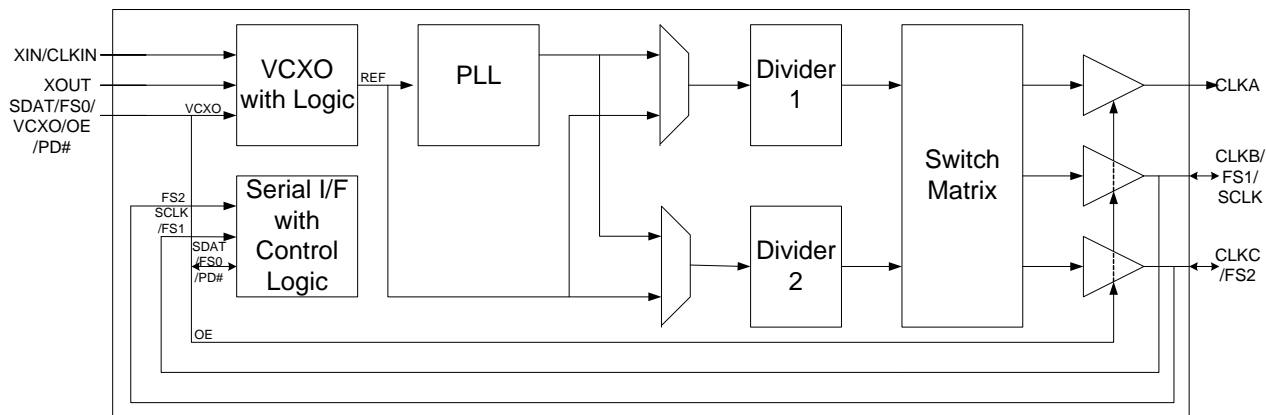 XIN/CLKIN
XOUT
SDAT/FS0/
VCXO/OE
/PD#
VCXO
VCXO
with Logic
REF
PLL
Divider
1
Switch
Matrix
CLKA
CLKB/
FS1/
SCLK
CLKC
/FS2
FS2
SCLK
/FS1
SDAT
/FS0
/PD#
Serial I/F
with
Control
Logic
Divider
2
OE